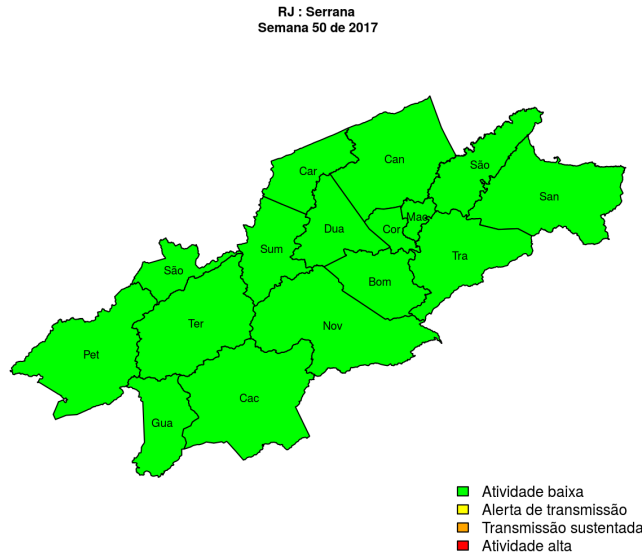 RJ : Serrana
Semana 50 de 2017
Can
São
Car
San
Mac
Dua
Cor
Sum
Tra
São
Bom
Ter
Nov
Pet
Cac
Gua
Atividade baixa
Alerta de transmissão
Transmissão sustentada
Atividade alta